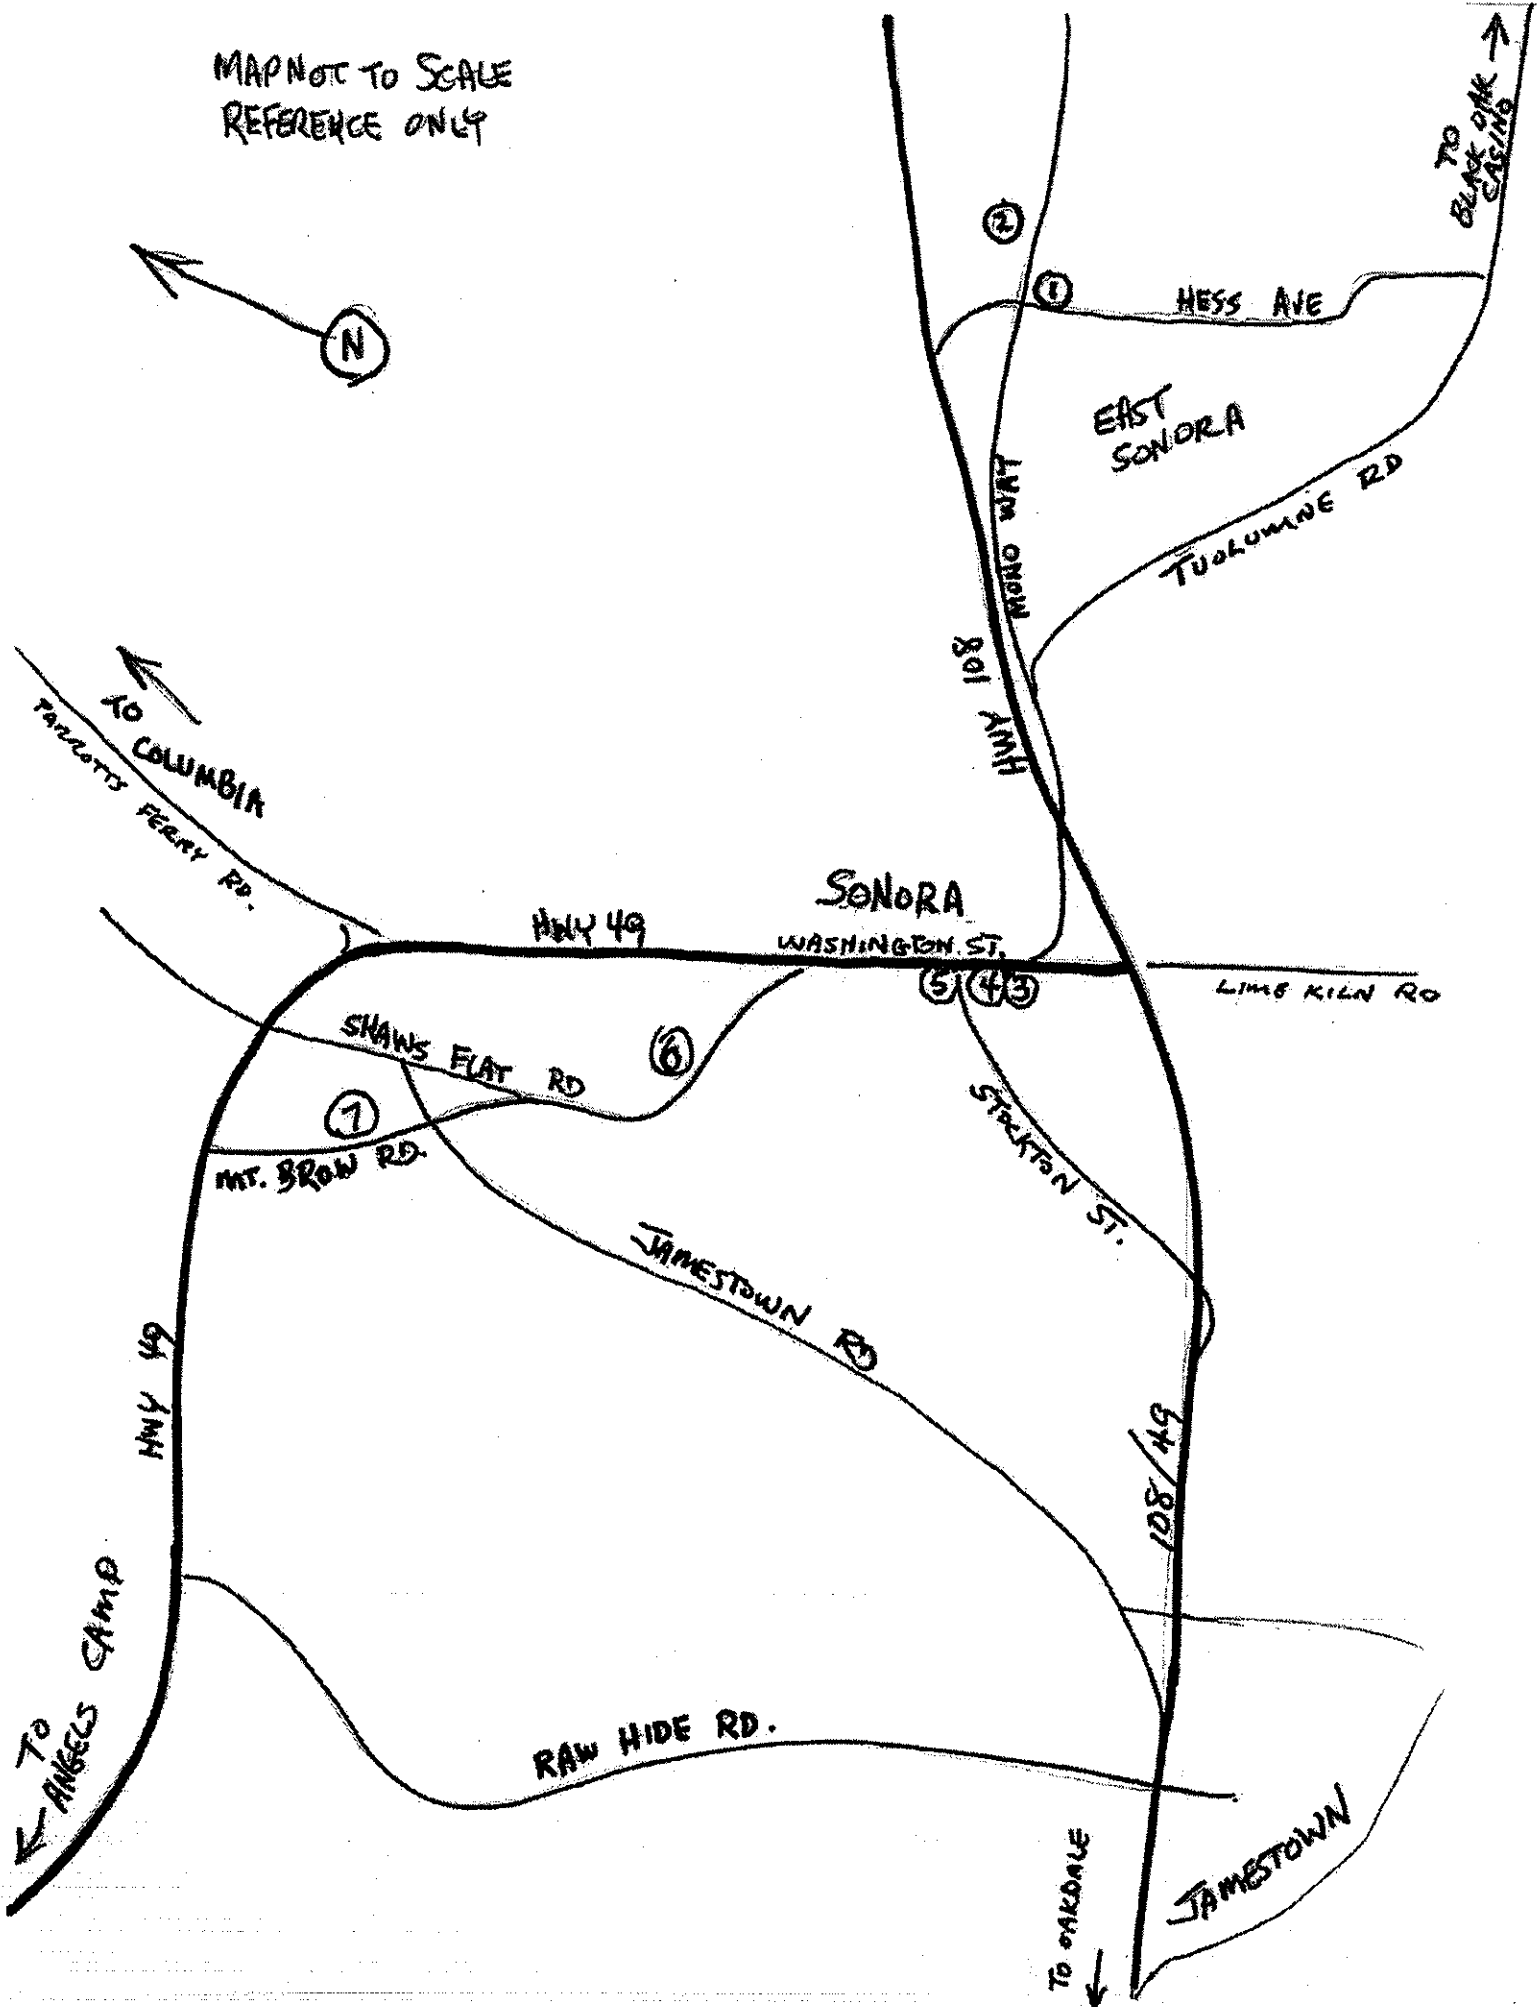 MAP NOT TO SCALE
REFERENCE ONLY
TO
BLACK OAK
CASINO
2
1
HESS AVE
N
EAST
SONORA
MONO WAY
TUOLUMNE RD
HWY 108
TO
COLUMBIA
PARROTTS FERRY RD.
SONORA
HWY 49
WASHINGTON ST.
5
4
3
LIME KILN RD
SHAWS FLAT RD
6
7
MT. BROW RD.
STOCKTON ST.
JAMESTOWN RD
HWY 49
108/49
TO
ANGELS CAMP
RAW HIDE RD.
JAMESTOWN
TO OAKDALE